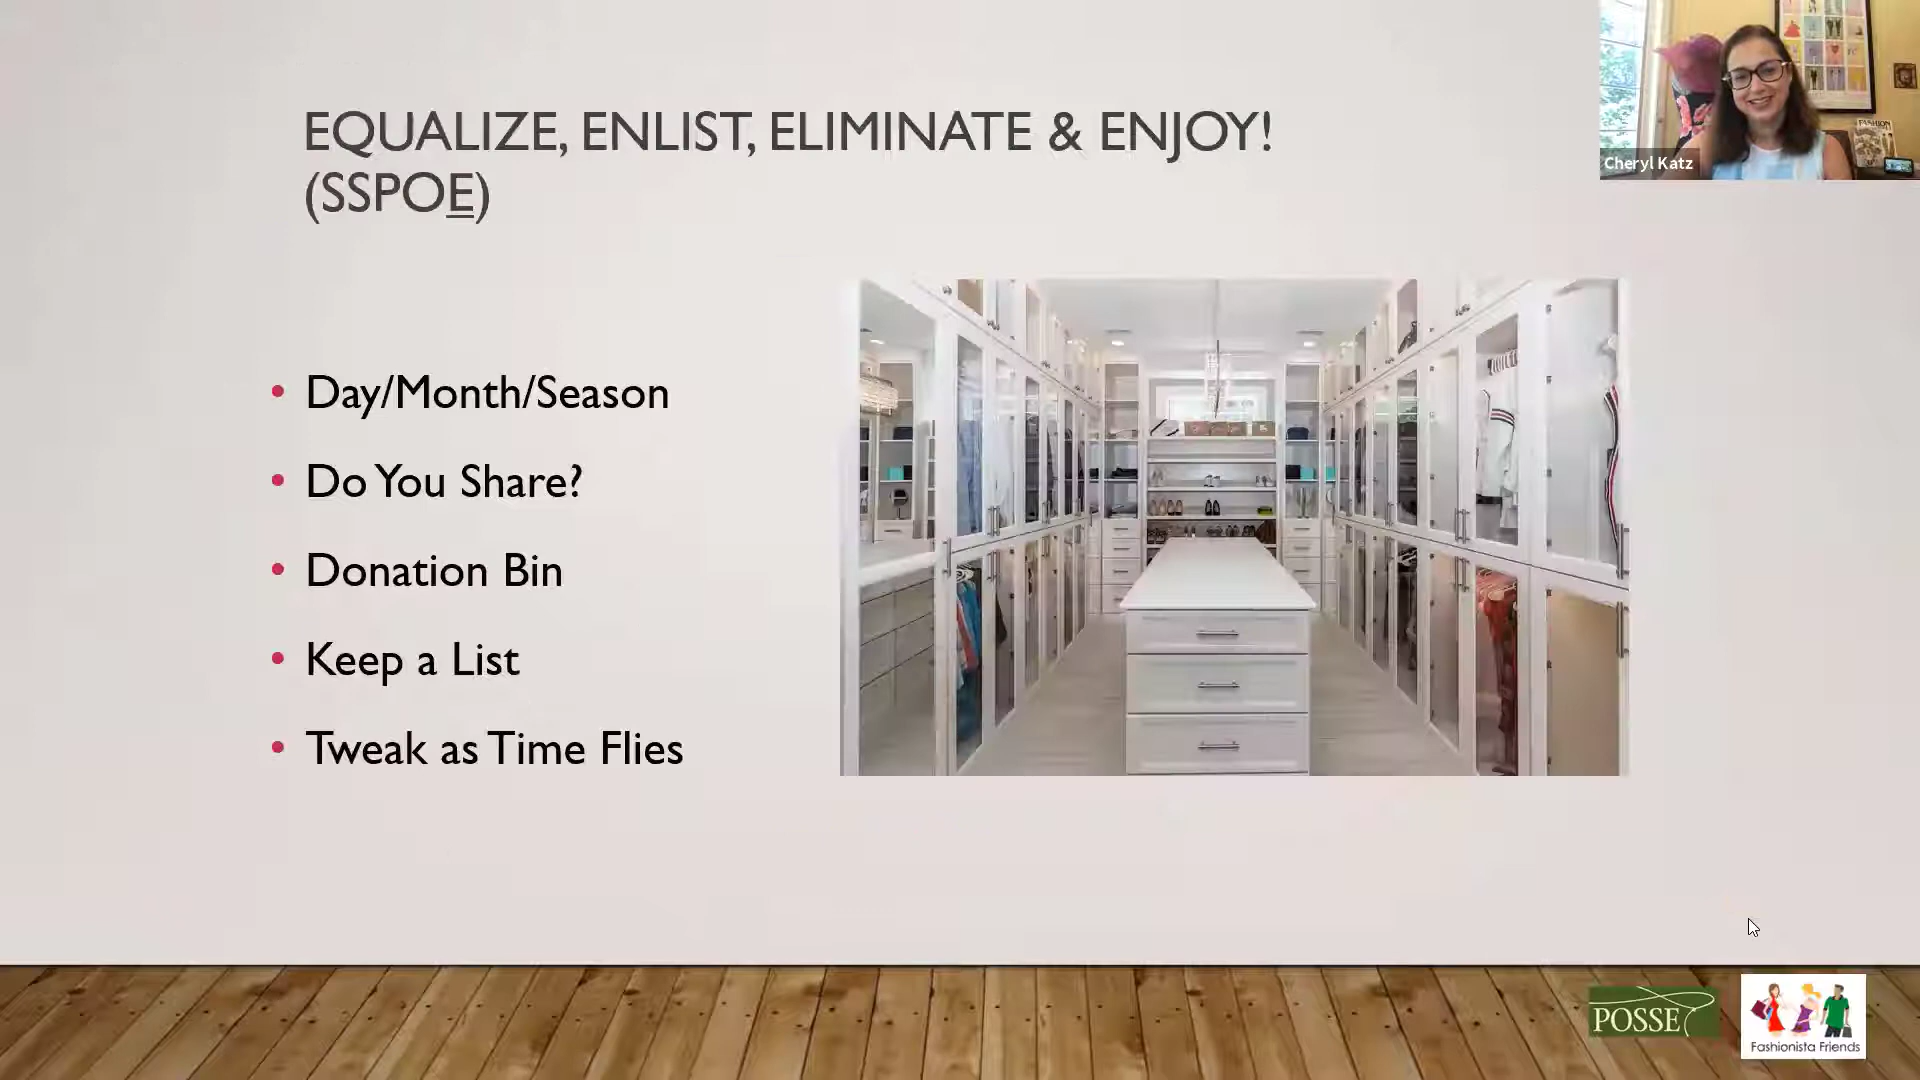 EQUALIZE, ENLIST, ELIMINATE & ENJOY!
(SSPOE)
Cheryl Katz
FASHION
• Day/Month/Season
• Do You Share?
• Donation Bin
• Keep a List
• Tweak as Time Flies
POSSE
Fashionista Friends